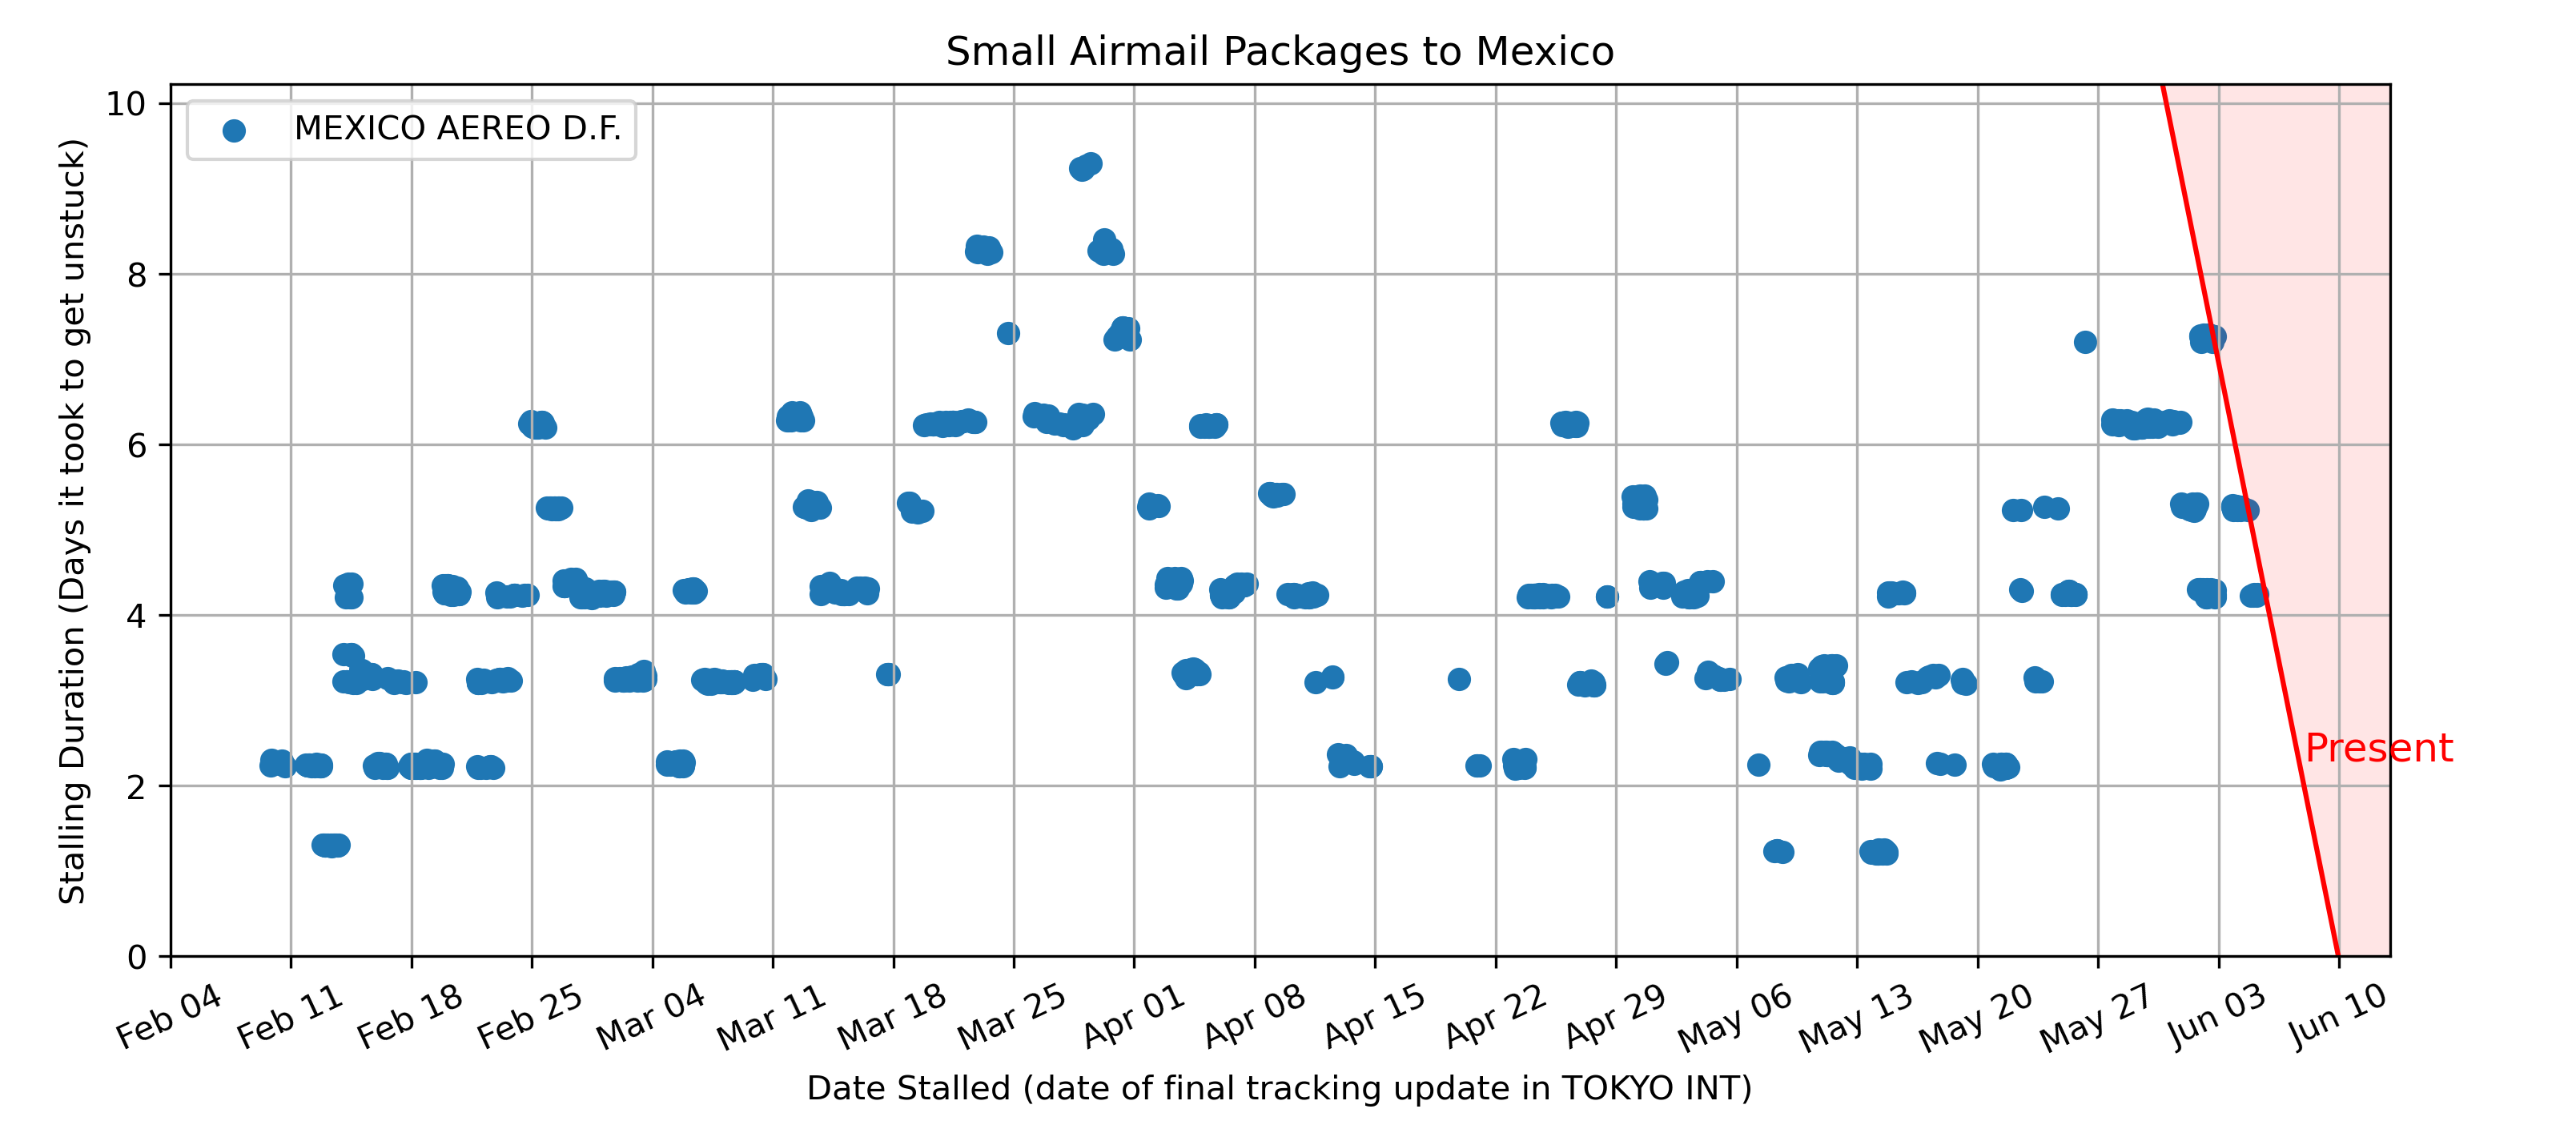 Small Airmail Packages to Mexico
MEXICO AEREO D.F.
Stalling Duration (Days it took to get unstuck)
10
8
6
4
2
0
Present
Feb 04
Feb 11
Feb 18
Feb 25
Mar 04
Mar 11
Mar 18
Mar 25
Apr 01
Apr 08
Apr 15
Apr 22
Apr 29
May 06
May 13
May 20
May 27
Jun 03
Jun 10
Date Stalled (date of final tracking update in TOKYO INT)